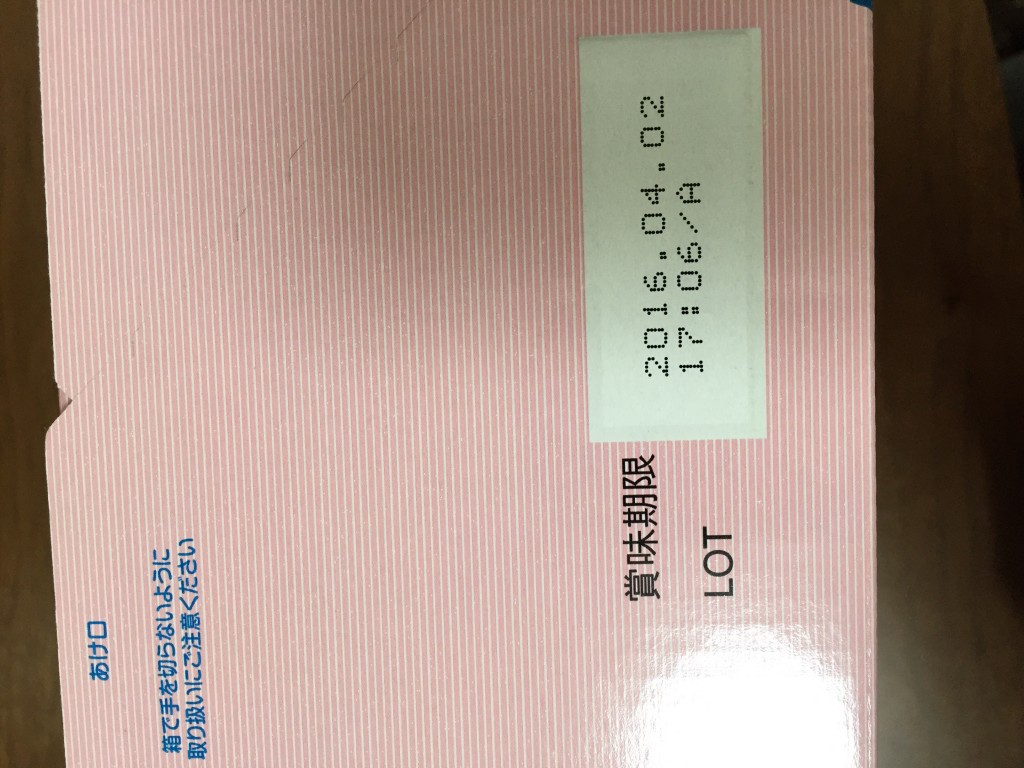 あけ口
箱で手を切らないように
取り扱いにご注意ください
賞味期限 2016.04.02
LOT 17:06/A